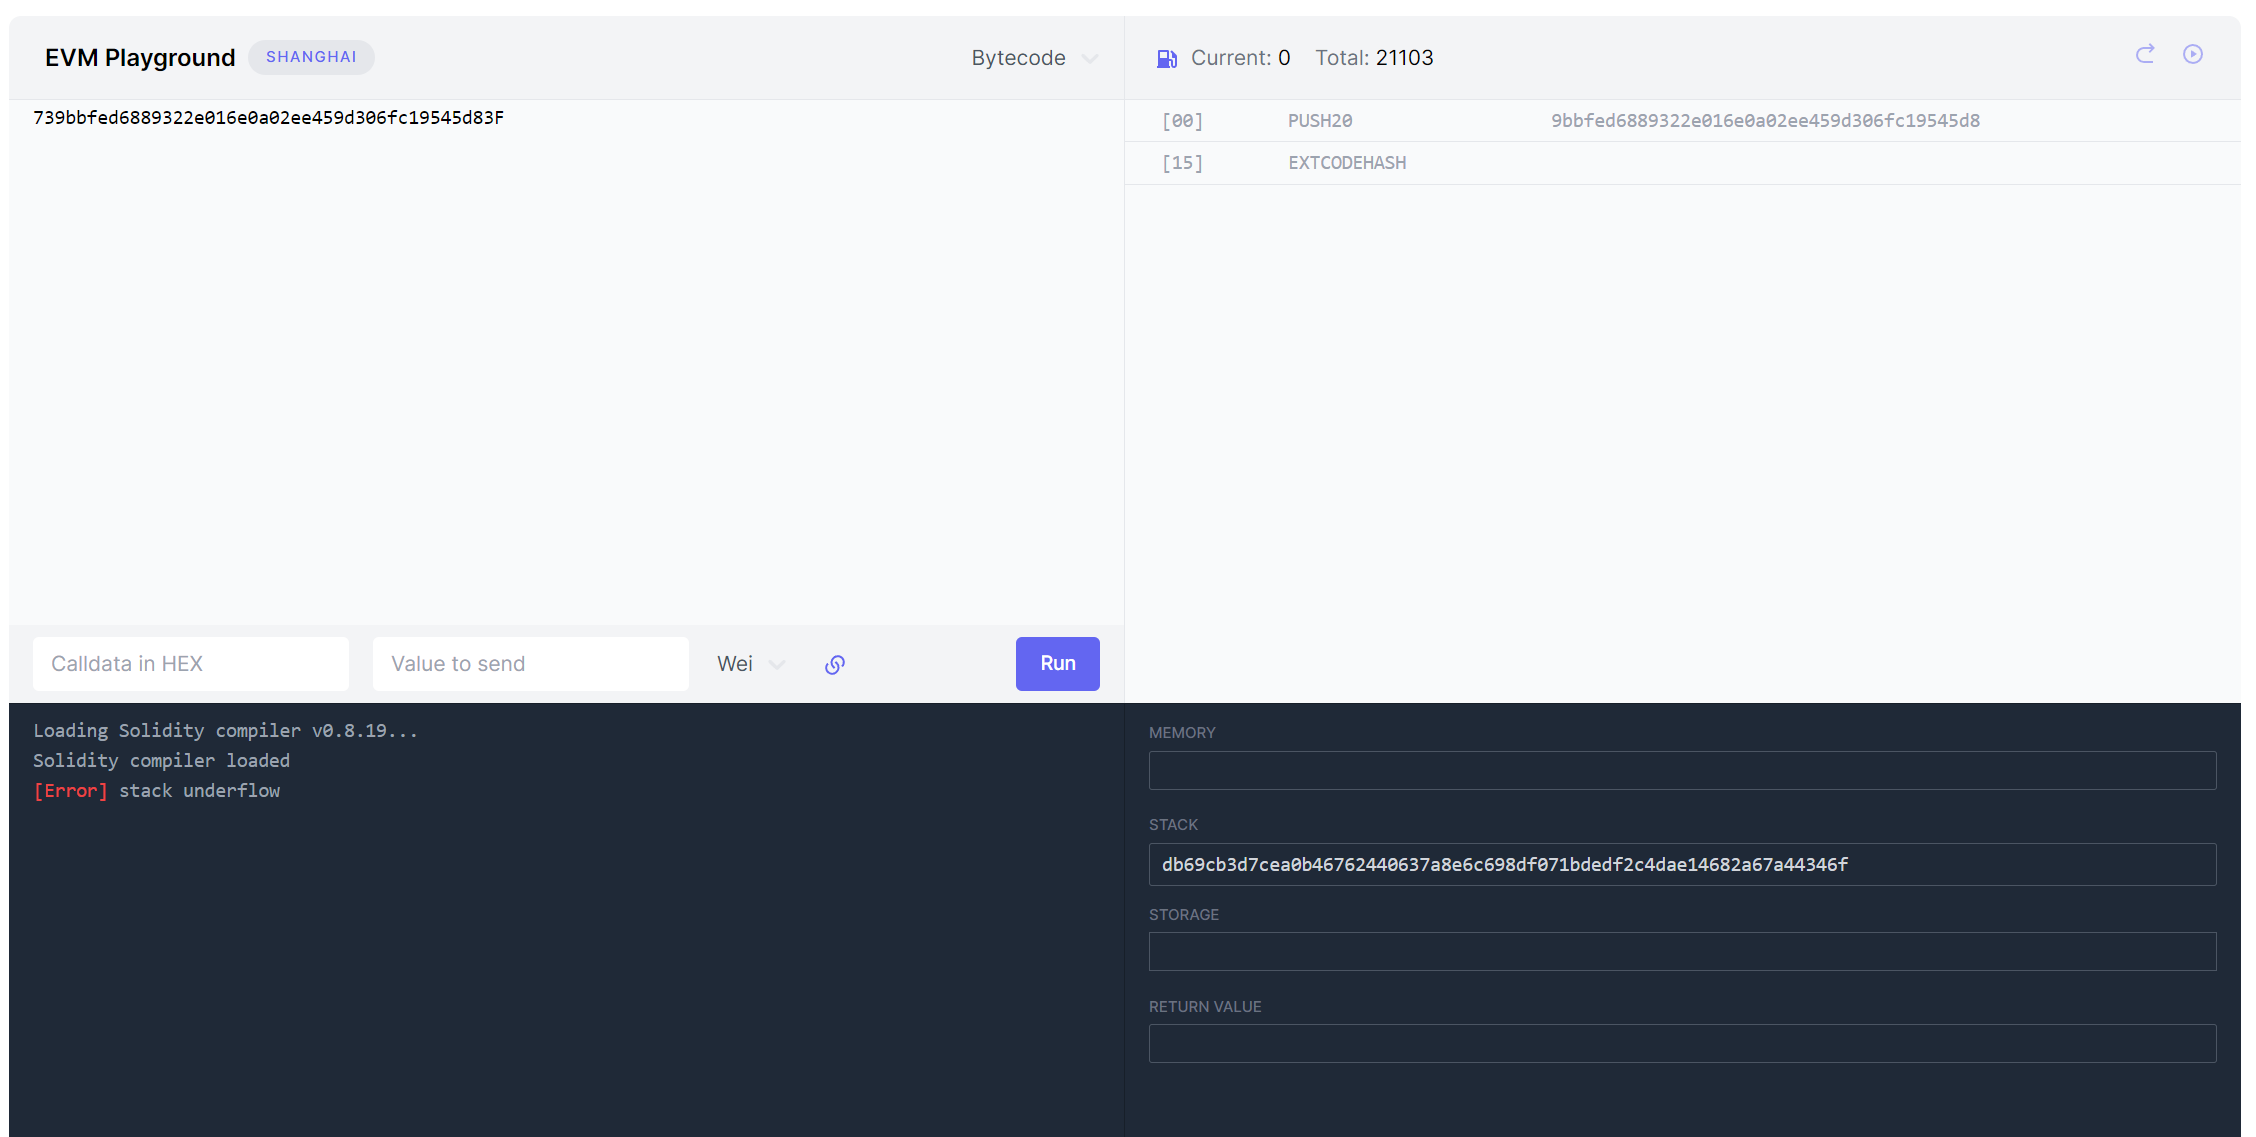 EVM Playground SHANGHAI Bytecode
739bbfed6889322e016e0a02ee459d306fc19545d83F
Calldata in HEX Value to send Wei Run
Loading Solidity compiler v0.8.19...
Solidity compiler loaded
[Error] stack underflow
Current: 0 Total: 21103
[00] PUSH20 9bbfed6889322e016e0a02ee459d306fc19545d8
[15] EXTCODEHASH
MEMORY
STACK
db69cb3d7cea0b46762440637a8e6c698df071bdedf2c4dae14682a67a44346f
STORAGE
RETURN VALUE